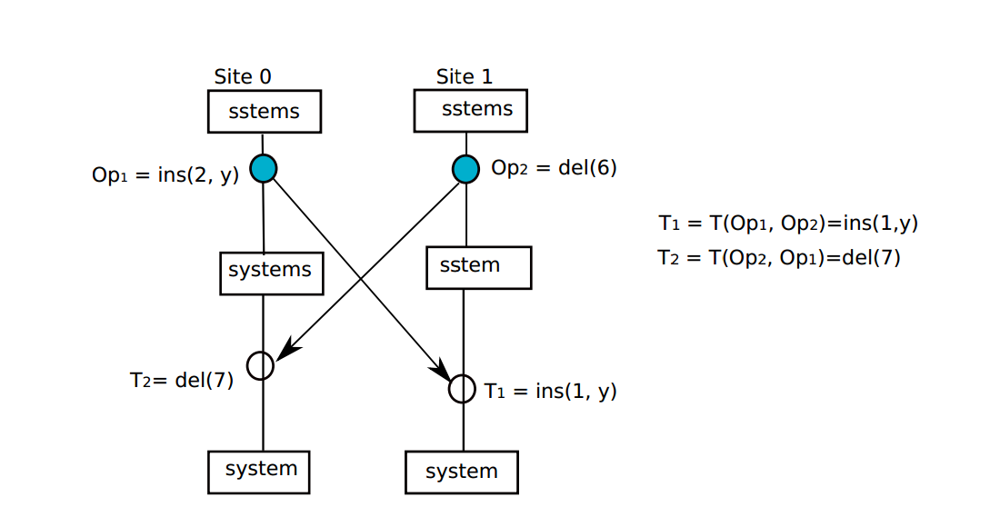 Site 0
Site 1
sstems
sstems
Op1 = ins(2, y)
Op2 = del(6)
T1 = T(Op1, Op2)=ins(1,y)
T2 = T(Op2, Op1)=del(7)
systems
sstem
T2= del(7)
T1 = ins(1, y)
system
system